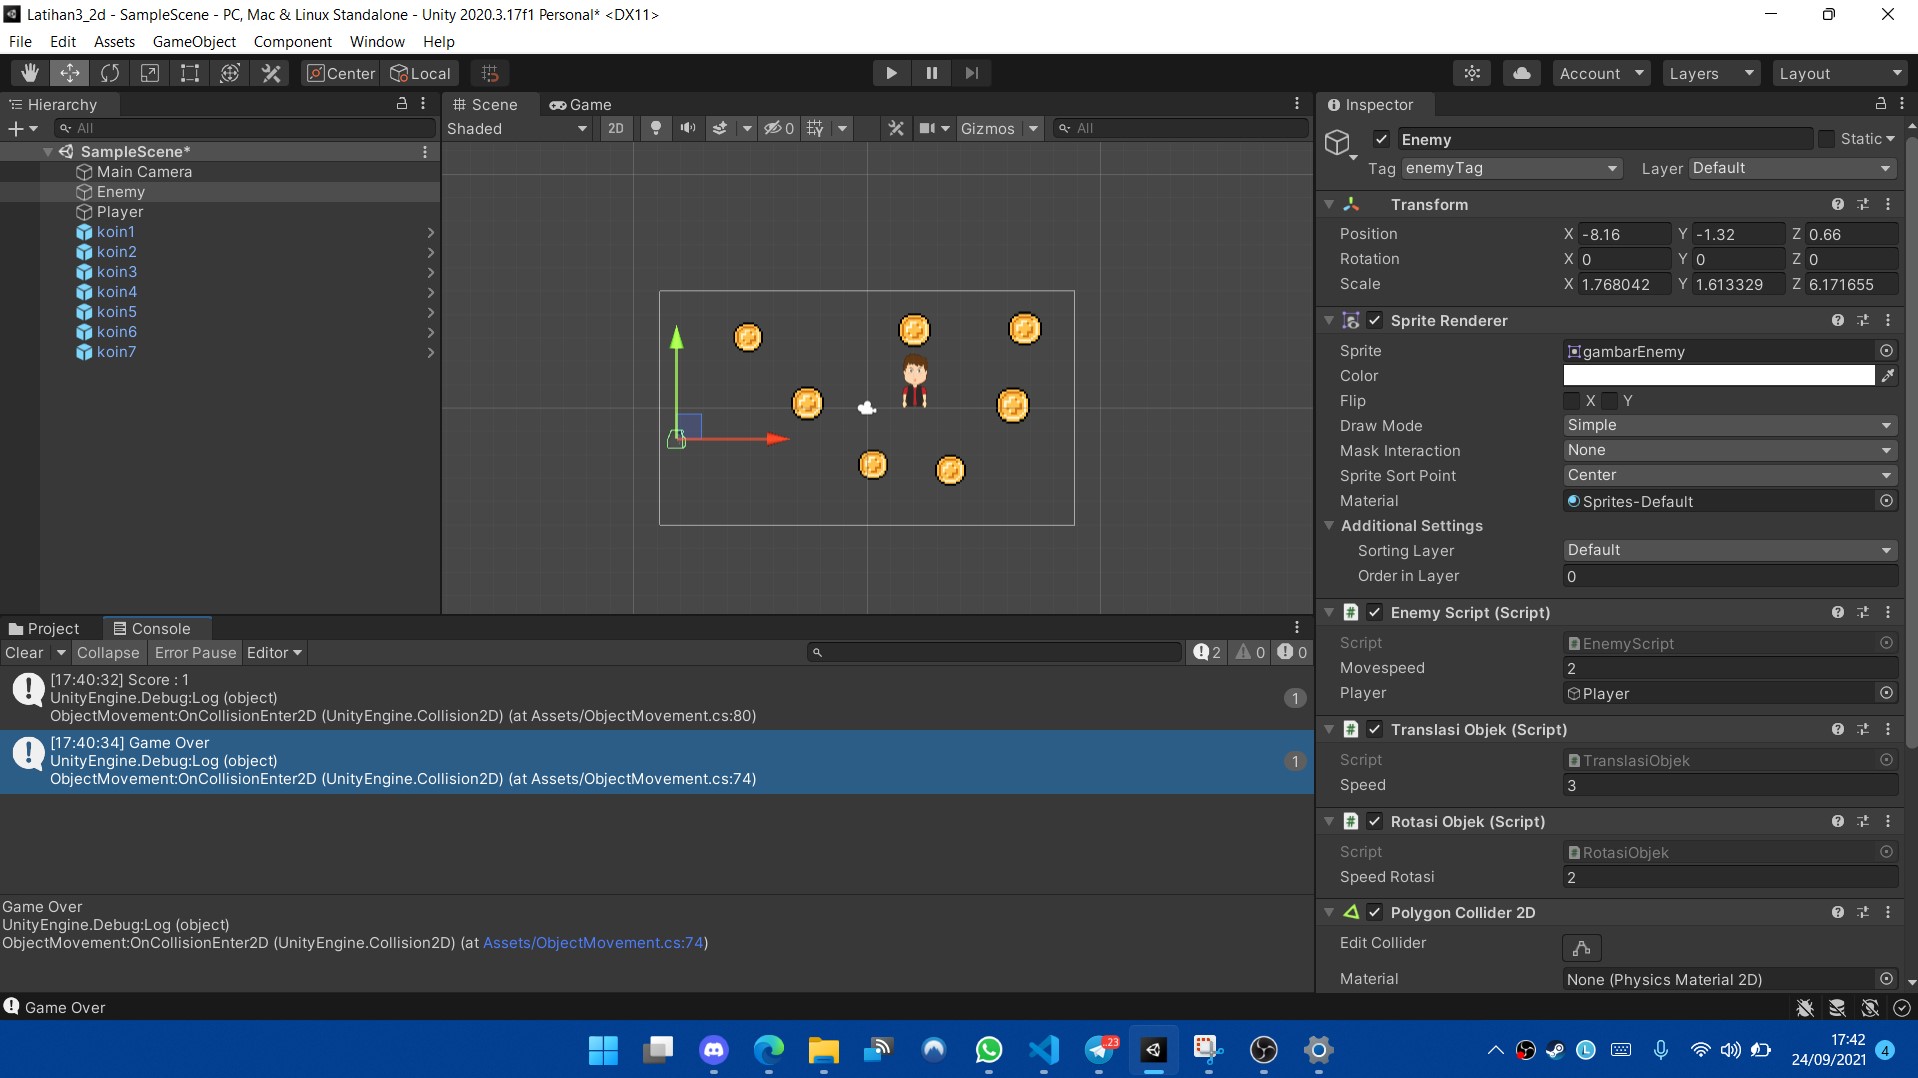 Latihan3_2d - SampleScene - PC, Mac & Linux Standalone - Unity 2020.3.17f1 Personal* <DX11>
File Edit Assets GameObject Component Window Help
Center Local Account Layers Layout
Hierarchy
All
SampleScene*
Main Camera
Enemy
Player
koin1
koin2
koin3
koin4
koin5
koin6
koin7
Scene Game
Shaded 2D 0 Gizmos All
Inspector
Enemy Static
Tag enemyTag Layer Default
Transform
Position X -8.16 Y -1.32 Z 0.66
Rotation X 0 Y 0 Z 0
Scale X 1.768042 Y 1.613329 Z 6.171655
Sprite Renderer
Sprite gambarEnemy
Color
Flip X Y
Draw Mode Simple
Mask Interaction None
Sprite Sort Point Center
Material Sprites-Default
Additional Settings
Sorting Layer Default
Order in Layer 0
Enemy Script (Script)
Script EnemyScript
Movespeed 2
Player Player
Translasi Objek (Script)
Script TranslasiObjek
Speed 3
Rotasi Objek (Script)
Script RotasiObjek
Speed Rotasi 2
Polygon Collider 2D
Edit Collider
Material None (Physics Material 2D)
Project Console
Clear Collapse Error Pause Editor 2 0 0
[17:40:32] Score : 1
UnityEngine.Debug:Log (object)
ObjectMovement:OnCollisionEnter2D (UnityEngine.Collision2D) (at Assets/ObjectMovement.cs:80)
1
[17:40:34] Game Over
UnityEngine.Debug:Log (object)
ObjectMovement:OnCollisionEnter2D (UnityEngine.Collision2D) (at Assets/ObjectMovement.cs:74)
1
Game Over
UnityEngine.Debug:Log (object)
ObjectMovement:OnCollisionEnter2D (UnityEngine.Collision2D) (at Assets/ObjectMovement.cs:74)
Game Over
23
17:42
24/09/2021
4